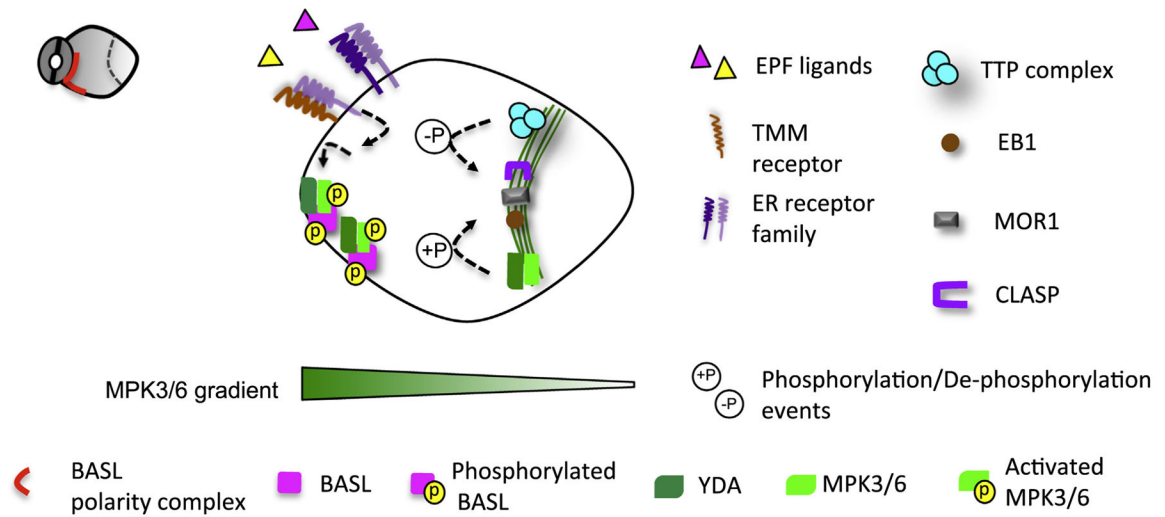 EPF ligands
TTP complex
TMM
receptor
EB1
ER receptor
family
MOR1
CLASP
-P
+P
p
p
p
p
MPK3/6 gradient
+P
-P
Phosphorylation/De-phosphorylation
events
BASL
polarity complex
BASL
p
Phosphorylated
BASL
YDA
MPK3/6
p
Activated
MPK3/6